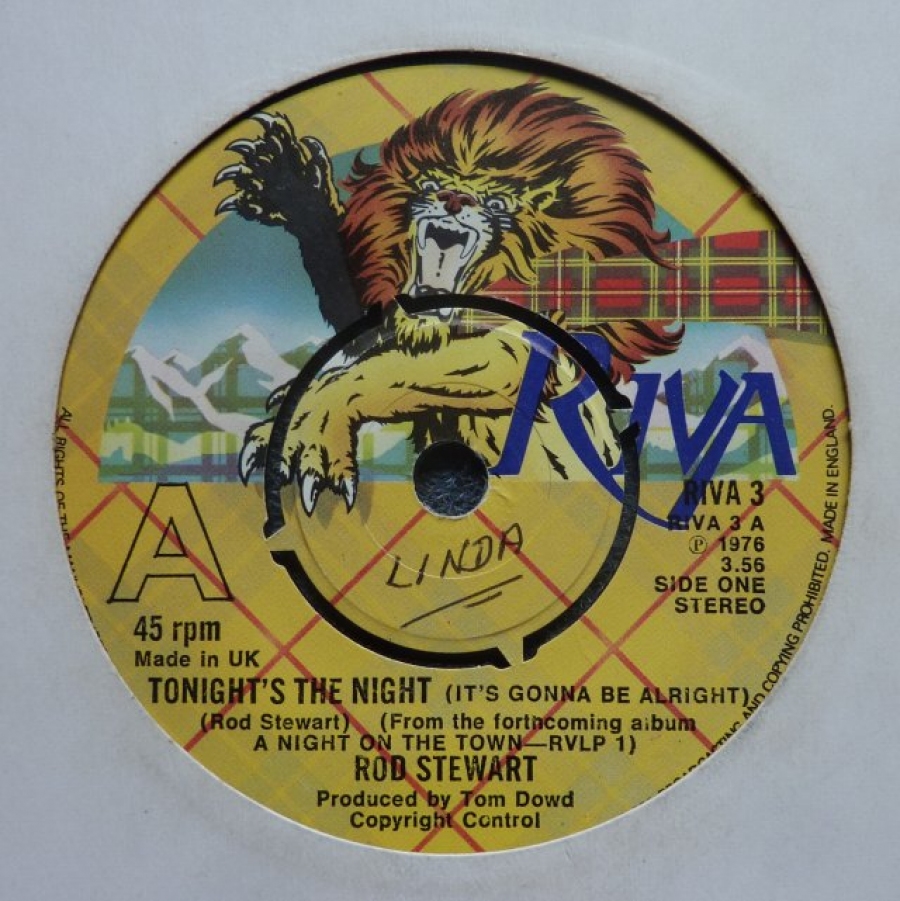 RIVA
RIVA 3
RIVA 3 A
Ⓟ 1976
3.56
SIDE ONE
STEREO
LINDA
A
45 rpm
Made in UK
TONIGHT'S THE NIGHT (IT'S GONNA BE ALRIGHT)
(Rod Stewart) (From the forthcoming album
A NIGHT ON THE TOWN—RVLP 1)
ROD STEWART
Produced by Tom Dowd
Copyright Control
ALL RIGHTS OF THE
AND COPYING PROHIBITED. MADE IN ENGLAND.